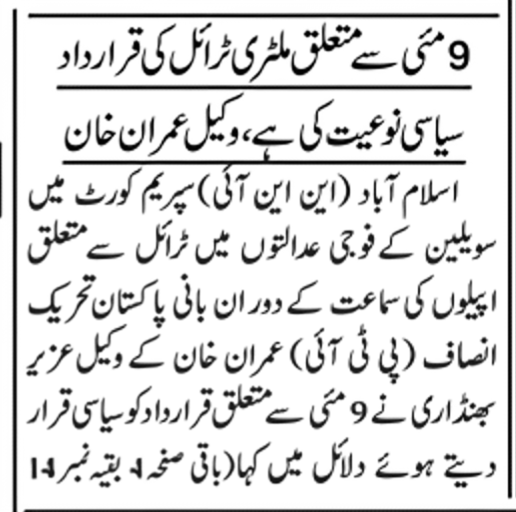 9 مئی سے متعلق ملٹری ٹرائل کی قرارداد
سیاسی نوعیت کی ہے، وکیل عمران خان
اسلام آباد (این این آئی) سپریم کورٹ میں
سویلین کے فوجی عدالتوں میں ٹرائل سے متعلق
اپیلوں کی سماعت کے دوران بانی پاکستان تحریک
انصاف (پی ٹی آئی) عمران خان کے وکیل عزیر
بھنڈاری نے 9 مئی سے متعلق قرارداد کو سیاسی قرار
دیتے ہوئے دلائل میں کہا (باقی صفحہ 4 بقیہ نمبر 14